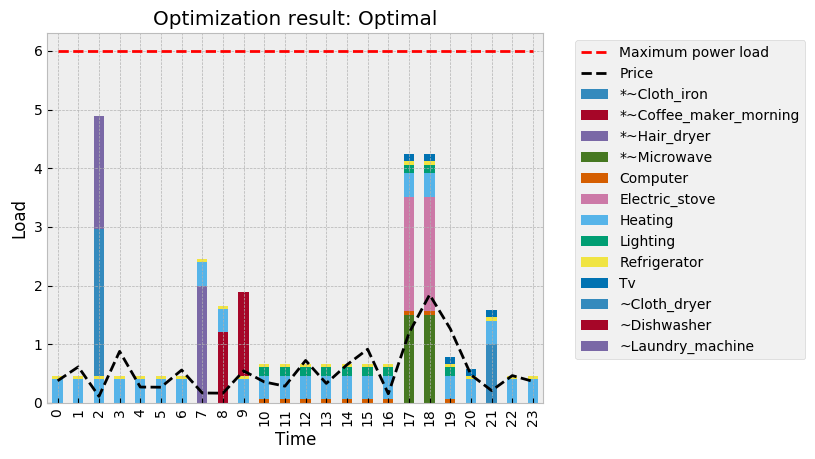 Optimization result: Optimal
Load
6
5
4
3
2
1
0
0 1 2 3 4 5 6 7 8 9 10 11 12 13 14 15 16 17 18 19 20 21 22 23
Time
Maximum power load
Price
*~Cloth_iron
*~Coffee_maker_morning
*~Hair_dryer
*~Microwave
Computer
Electric_stove
Heating
Lighting
Refrigerator
Tv
~Cloth_dryer
~Dishwasher
~Laundry_machine